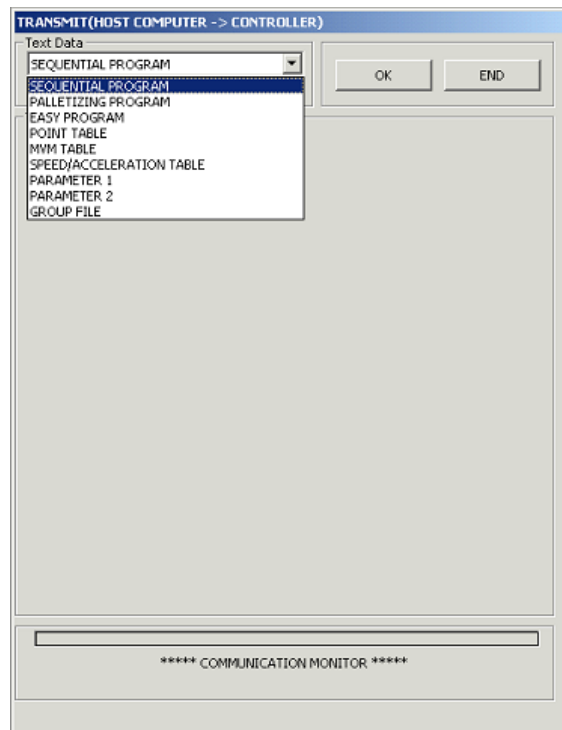 TRANSMIT(HOST COMPUTER -> CONTROLLER)
Text Data
SEQUENTIAL PROGRAM
OK
END
SEQUENTIAL PROGRAM
PALLETIZING PROGRAM
EASY PROGRAM
POINT TABLE
MVM TABLE
SPEED/ACCELERATION TABLE
PARAMETER 1
PARAMETER 2
GROUP FILE
***** COMMUNICATION MONITOR *****